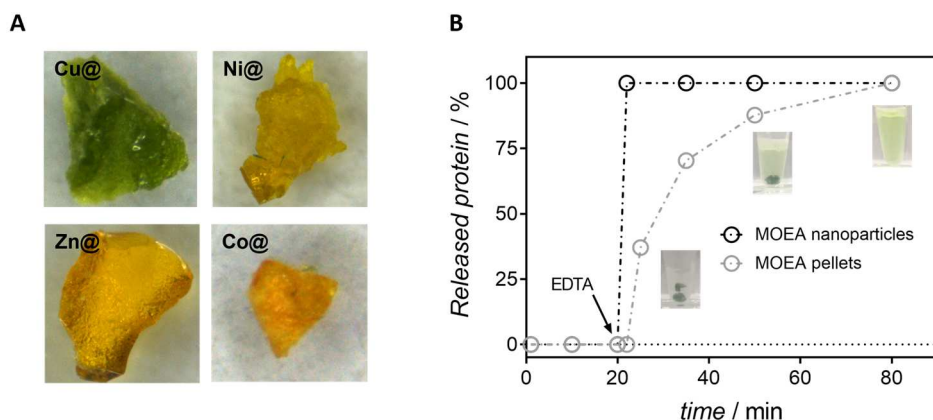 A
Cu@
Ni@
Zn@
Co@
B
Released protein / %
100
75
50
25
0
EDTA
MOEA nanoparticles
MOEA pellets
0 20 40 60 80
time / min